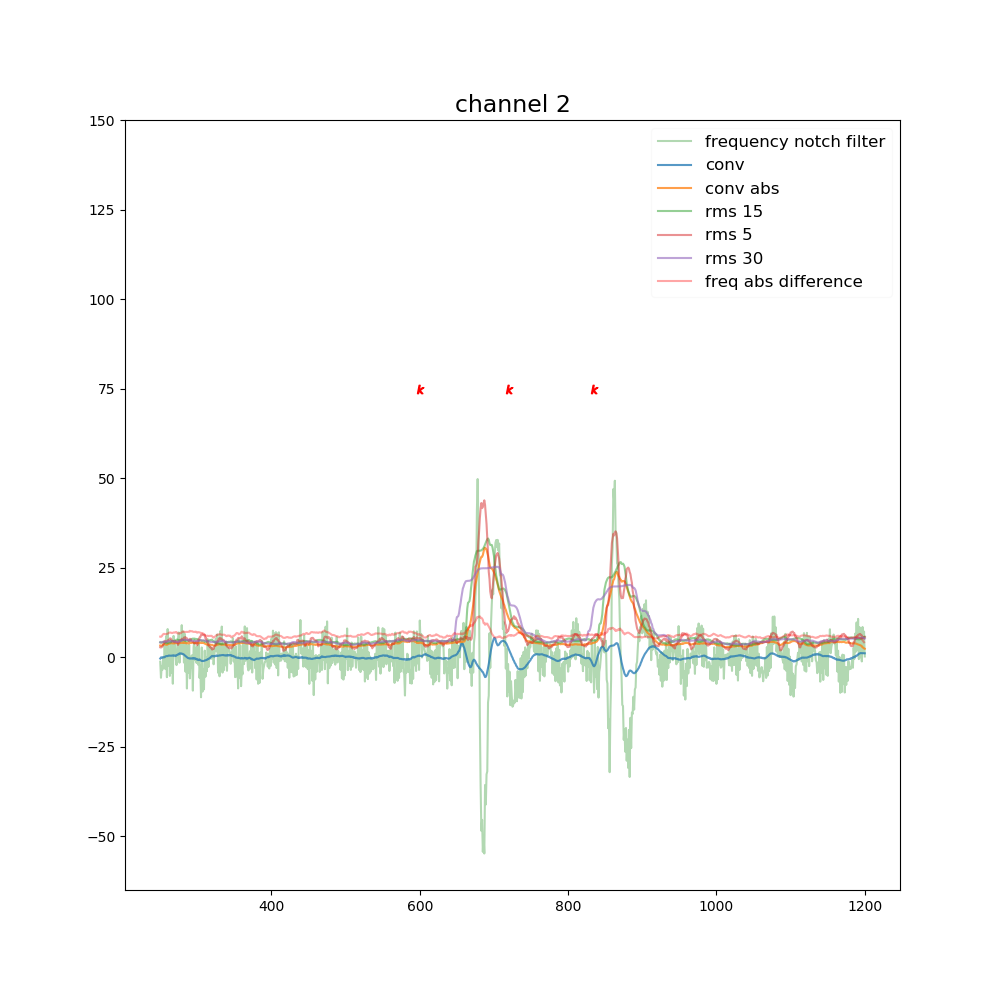 channel 2
150
125
100
75
50
25
0
−25
−50
frequency notch filter
conv
conv abs
rms 15
rms 5
rms 30
freq abs difference
k k k
400 600 800 1000 1200